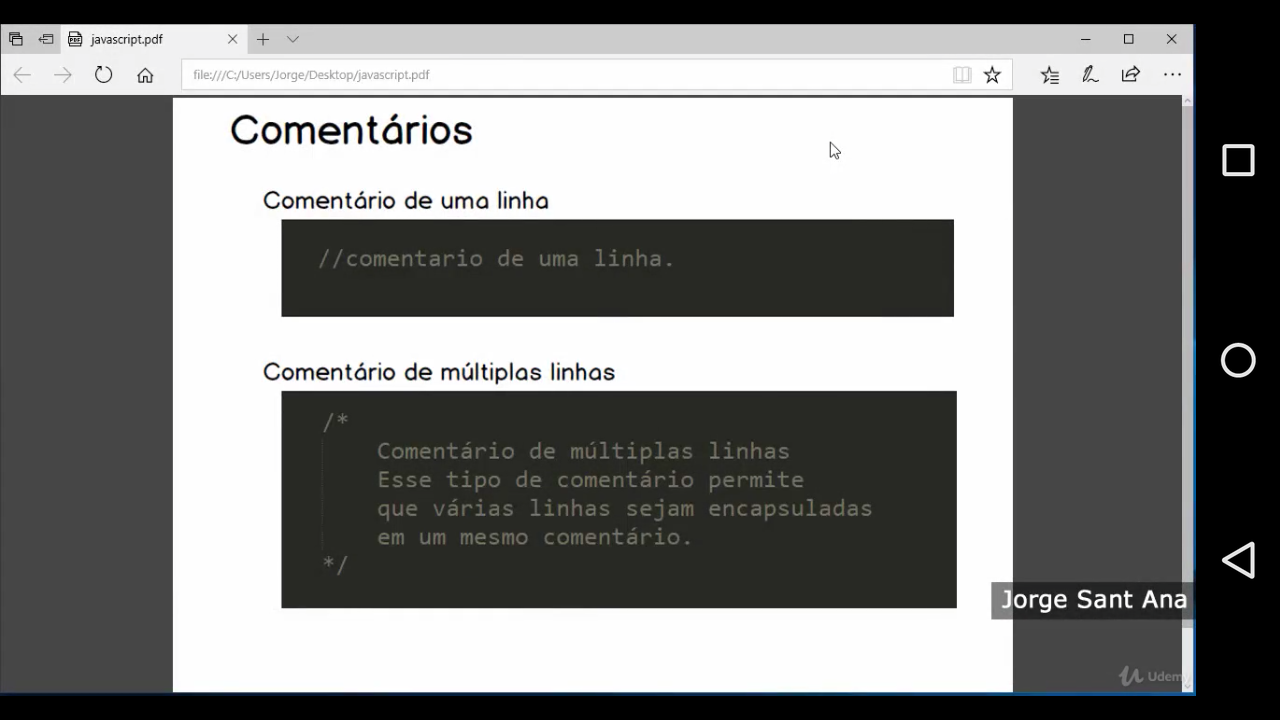 javascript.pdf
file:///C:/Users/Jorge/Desktop/javascript.pdf
Comentários
Comentário de uma linha
//comentario de uma linha.
Comentário de múltiplas linhas
/*
Comentário de múltiplas linhas
Esse tipo de comentário permite
que várias linhas sejam encapsuladas
em um mesmo comentário.
*/
Jorge Sant Ana
Udemy